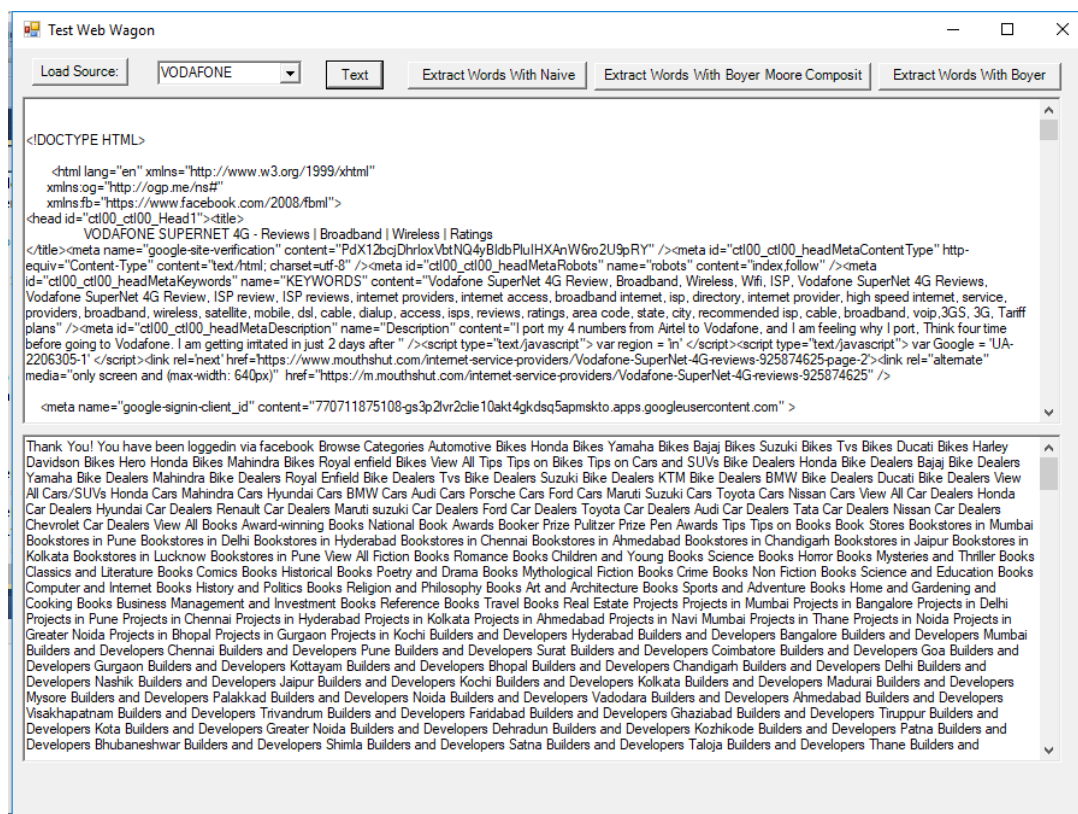 Test Web Wagon
Load Source: VODAFONE Text Extract Words With Naive Extract Words With Boyer Moore Composit Extract Words With Boyer
<!DOCTYPE HTML>
<html lang="en" xmlns="http://www.w3.org/1999/xhtml"
xmlns:og="http://ogp.me/ns#"
xmlns:fb="https://www.facebook.com/2008/fbml">
<head id="ctl00_ctl00_Head1"><title>
VODAFONE SUPERNET 4G - Reviews | Broadband | Wireless | Ratings
</title><meta name="google-site-verification" content="PdX12bcjDhrloxVbtNQ4yBldbPluIHXAnW6ro2U9pRY" /><meta id="ctl00_ctl00_headMetaContentType" http-
equiv="Content-Type" content="text/html; charset=utf-8" /><meta id="ctl00_ctl00_headMetaRobots" name="robots" content="index,follow" /><meta
id="ctl00_ctl00_headMetaKeywords" name="KEYWORDS" content="Vodafone SuperNet 4G Review, Broadband, Wireless, Wifi, ISP, Vodafone SuperNet 4G Reviews,
Vodafone SuperNet 4G Review, ISP review, ISP reviews, internet providers, internet access, broadband internet, isp, directory, internet provider, high speed internet, service,
providers, broadband, wireless, satellite, mobile, dsl, cable, dialup, access, isps, reviews, ratings, area code, state, city, recommended isp, cable, broadband, voip,3GS, 3G, Tariff
plans" /><meta id="ctl00_ctl00_headMetaDescription" name="Description" content="I port my 4 numbers from Airtel to Vodafone, and I am feeling why I port, Think four time
before going to Vodafone. I am getting irritated in just 2 days after " /><script type="text/javascript"> var region = 'in' </script><script type="text/javascript"> var Google = 'UA-
2206305-1' </script><link rel='next' href='https://www.mouthshut.com/internet-service-providers/Vodafone-SuperNet-4G-reviews-925874625-page-2'><link rel="alternate"
media="only screen and (max-width: 640px)" href="https://m.mouthshut.com/internet-service-providers/Vodafone-SuperNet-4G-reviews-925874625" />
<meta name="google-signin-client_id" content="770711875108-gs3p2lvr2clie10akt4gkdsq5apmskto.apps.googleusercontent.com" >
Thank You! You have been loggedin via facebook Browse Categories Automotive Bikes Honda Bikes Yamaha Bikes Bajaj Bikes Suzuki Bikes Tvs Bikes Ducati Bikes Harley
Davidson Bikes Hero Honda Bikes Mahindra Bikes Royal enfield Bikes View All Tips Tips on Bikes Tips on Cars and SUVs Bike Dealers Honda Bike Dealers Bajaj Bike Dealers
Yamaha Bike Dealers Mahindra Bike Dealers Royal Enfield Bike Dealers Tvs Bike Dealers Suzuki Bike Dealers KTM Bike Dealers BMW Bike Dealers Ducati Bike Dealers View
All Cars/SUVs Honda Cars Mahindra Cars Hyundai Cars BMW Cars Audi Cars Porsche Cars Ford Cars Maruti Suzuki Cars Toyota Cars Nissan Cars View All Car Dealers Honda
Car Dealers Hyundai Car Dealers Renault Car Dealers Maruti suzuki Car Dealers Ford Car Dealers Toyota Car Dealers Audi Car Dealers Tata Car Dealers Nissan Car Dealers
Chevrolet Car Dealers View All Books Award-winning Books National Book Awards Booker Prize Pulitzer Prize Pen Awards Tips Tips on Books Book Stores Bookstores in Mumbai
Bookstores in Pune Bookstores in Delhi Bookstores in Hyderabad Bookstores in Chennai Bookstores in Ahmedabad Bookstores in Chandigarh Bookstores in Jaipur Bookstores in
Kolkata Bookstores in Lucknow Bookstores in Pune View All Fiction Books Romance Books Children and Young Books Science Books Horror Books Mysteries and Thriller Books
Classics and Literature Books Comics Books Historical Books Poetry and Drama Books Mythological Fiction Books Crime Books Non Fiction Books Science and Education Books
Computer and Internet Books History and Politics Books Religion and Philosophy Books Art and Architecture Books Sports and Adventure Books Home and Gardening and
Cooking Books Business Management and Investment Books Reference Books Travel Books Real Estate Projects Projects in Mumbai Projects in Bangalore Projects in Delhi
Projects in Pune Projects in Chennai Projects in Hyderabad Projects in Kolkata Projects in Ahmedabad Projects in Navi Mumbai Projects in Thane Projects in Noida Projects in
Greater Noida Projects in Bhopal Projects in Gurgaon Projects in Kochi Builders and Developers Hyderabad Builders and Developers Bangalore Builders and Developers Mumbai
Builders and Developers Chennai Builders and Developers Pune Builders and Developers Surat Builders and Developers Coimbatore Builders and Developers Goa Builders and
Developers Gurgaon Builders and Developers Kottayam Builders and Developers Bhopal Builders and Developers Chandigarh Builders and Developers Delhi Builders and
Developers Nashik Builders and Developers Jaipur Builders and Developers Kochi Builders and Developers Kolkata Builders and Developers Madurai Builders and Developers
Mysore Builders and Developers Palakkad Builders and Developers Noida Builders and Developers Vadodara Builders and Developers Ahmedabad Builders and Developers
Visakhapatnam Builders and Developers Trivandrum Builders and Developers Faridabad Builders and Developers Ghaziabad Builders and Developers Tiruppur Builders and
Developers Kota Builders and Developers Greater Noida Builders and Developers Dehradun Builders and Developers Kozhikode Builders and Developers Patna Builders and
Developers Bhubaneshwar Builders and Developers Shimla Builders and Developers Satna Builders and Developers Taloja Builders and Developers Thane Builders and